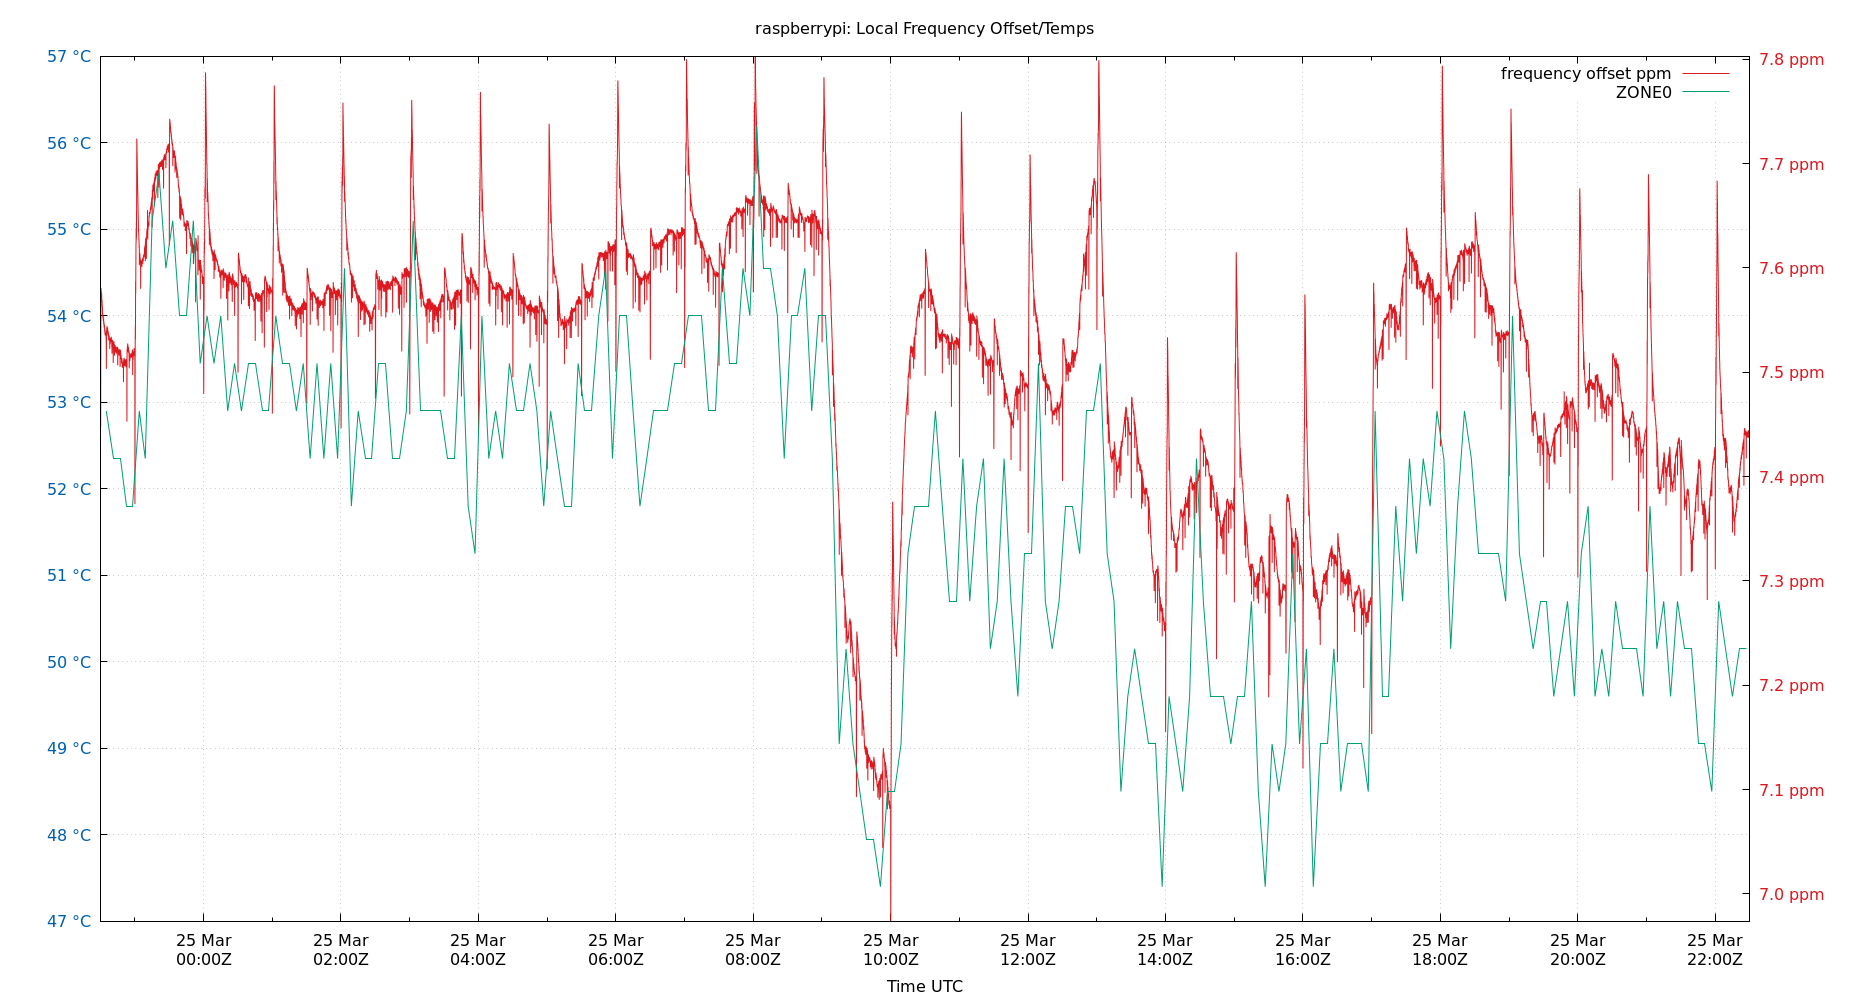 raspberrypi: Local Frequency Offset/Temps
frequency offset ppm
ZONE0
57 °C
56 °C
55 °C
54 °C
53 °C
52 °C
51 °C
50 °C
49 °C
48 °C
47 °C
7.8 ppm
7.7 ppm
7.6 ppm
7.5 ppm
7.4 ppm
7.3 ppm
7.2 ppm
7.1 ppm
7.0 ppm
25 Mar
00:00Z
25 Mar
02:00Z
25 Mar
04:00Z
25 Mar
06:00Z
25 Mar
08:00Z
25 Mar
10:00Z
25 Mar
12:00Z
25 Mar
14:00Z
25 Mar
16:00Z
25 Mar
18:00Z
25 Mar
20:00Z
25 Mar
22:00Z
Time UTC